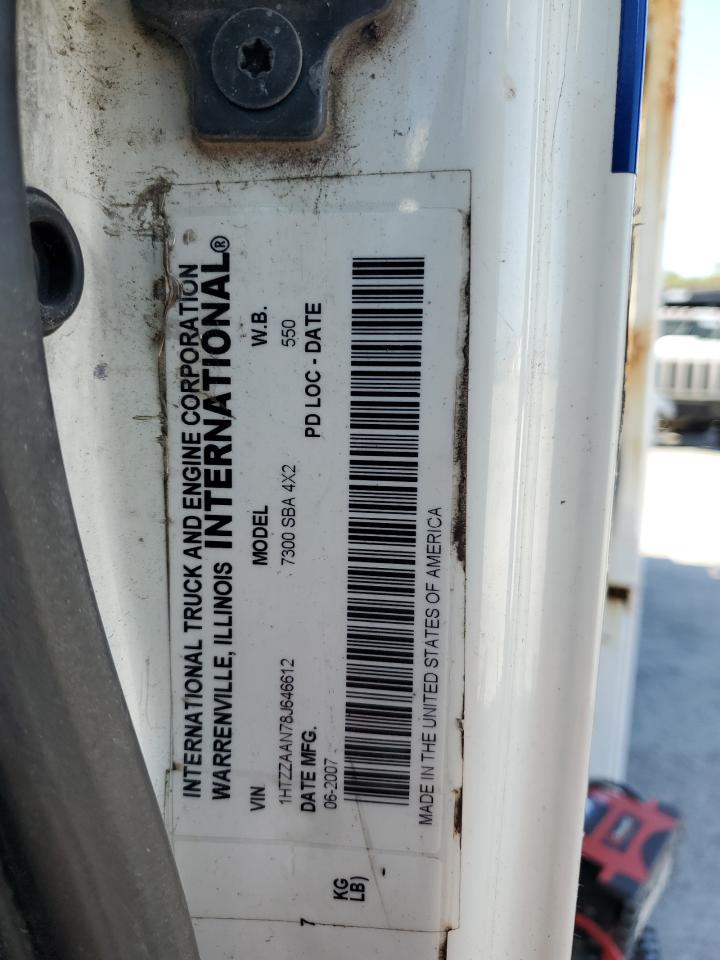 INTERNATIONAL TRUCK AND ENGINE CORPORATION
WARRENVILLE, ILLINOIS INTERNATIONAL®
VIN MODEL W.B.
1HTZZAAN78J646612 7300 SBA 4X2 550
DATE MFG. PD LOC - DATE
06-2007
MADE IN THE UNITED STATES OF AMERICA
7
KG
LB)